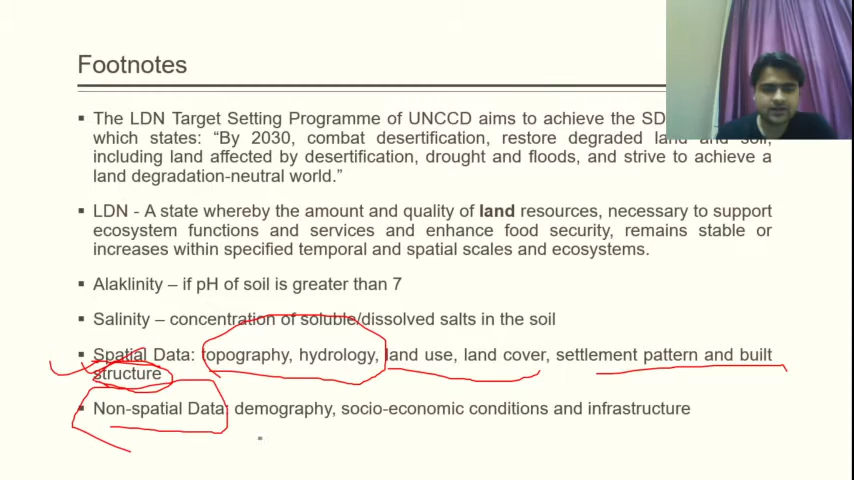 Footnotes
▪ The LDN Target Setting Programme of UNCCD aims to achieve the SD
which states: “By 2030, combat desertification, restore degraded land and soil,
including land affected by desertification, drought and floods, and strive to achieve a
land degradation-neutral world.”
▪ LDN - A state whereby the amount and quality of land resources, necessary to support
ecosystem functions and services and enhance food security, remains stable or
increases within specified temporal and spatial scales and ecosystems.
▪ Alaklinity – if pH of soil is greater than 7
▪ Salinity – concentration of soluble/dissolved salts in the soil
▪ Spatial Data: topography, hydrology, land use, land cover, settlement pattern and built
structure
▪ Non-spatial Data: demography, socio-economic conditions and infrastructure